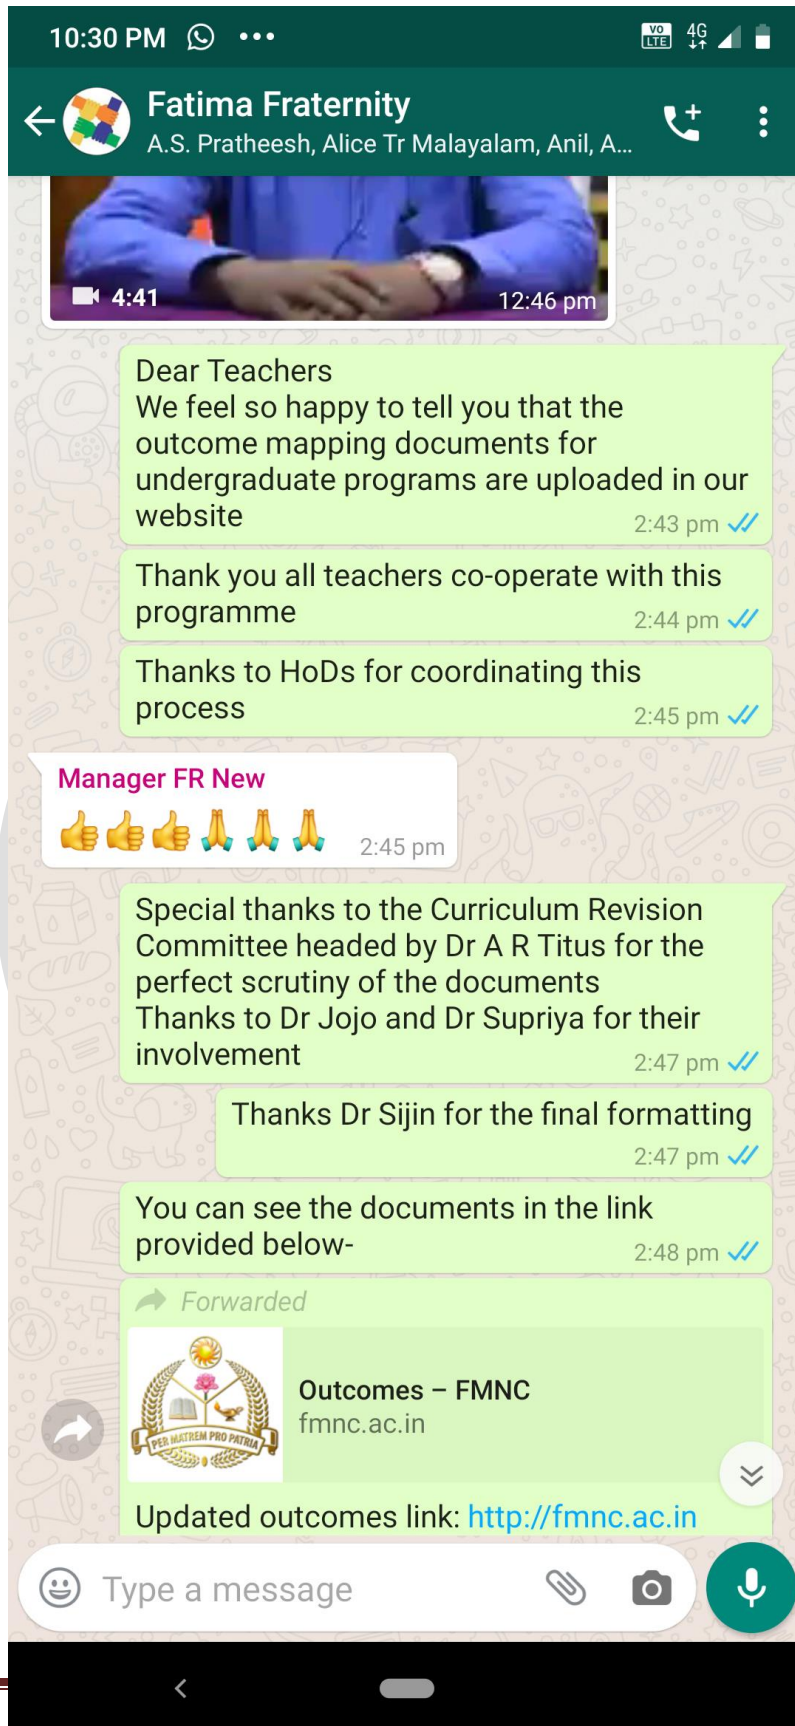 10:30 PM
VO LTE 4G
Fatima Fraternity
A.S. Pratheesh, Alice Tr Malayalam, Anil, A...
4:41 12:46 pm
Dear Teachers
We feel so happy to tell you that the
outcome mapping documents for
undergraduate programs are uploaded in our
website 2:43 pm
Thank you all teachers co-operate with this
programme 2:44 pm
Thanks to HoDs for coordinating this
process 2:45 pm
Manager FR New
👍👍👍🙏🙏🙏 2:45 pm
Special thanks to the Curriculum Revision
Committee headed by Dr A R Titus for the
perfect scrutiny of the documents
Thanks to Dr Jojo and Dr Supriya for their
involvement 2:47 pm
Thanks Dr Sijin for the final formatting
2:47 pm
You can see the documents in the link
provided below- 2:48 pm
Forwarded
Outcomes – FMNC
fmnc.ac.in
PER MATREM PRO PATRIA
Updated outcomes link: http://fmnc.ac.in
Type a message